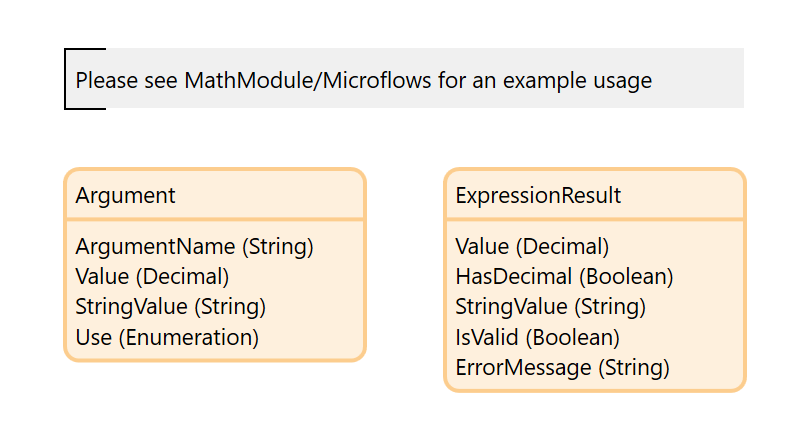 Please see MathModule/Microflows for an example usage
Argument
ArgumentName (String)
Value (Decimal)
StringValue (String)
Use (Enumeration)
ExpressionResult
Value (Decimal)
HasDecimal (Boolean)
StringValue (String)
IsValid (Boolean)
ErrorMessage (String)